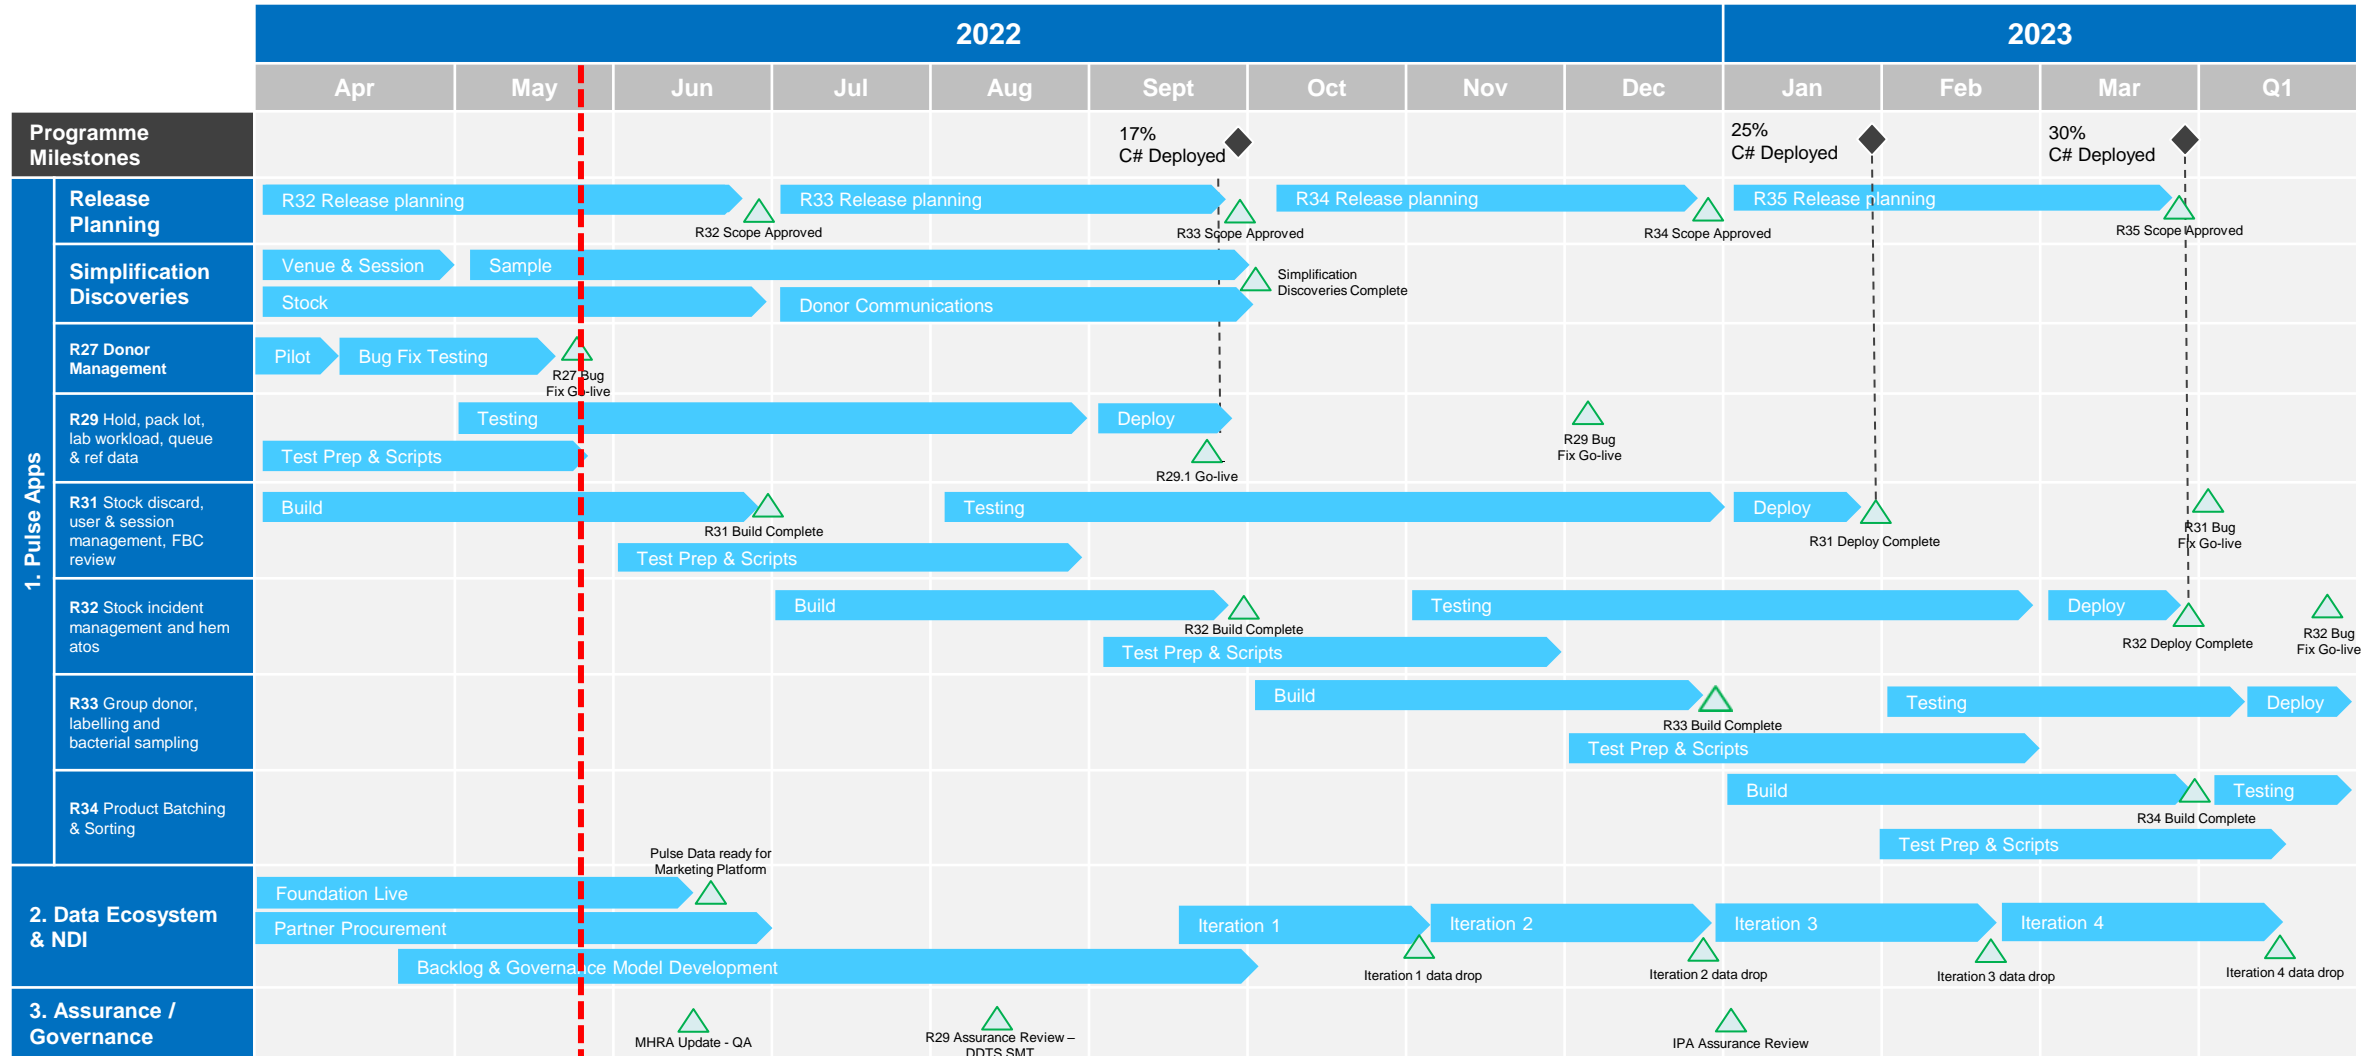 2022
2023
Apr
May
Jun
Jul
Aug
Sept
Oct
Nov
Dec
Jan
Feb
Mar
Q1
Programme
Milestones
17%
C# Deployed
25%
C# Deployed
30%
C# Deployed
1. Pulse Apps
Release
Planning
R32 Release planning
R32 Scope Approved
R33 Release planning
R33 Scope Approved
R34 Release planning
R34 Scope Approved
R35 Release planning
R35 Scope Approved
Simplification
Discoveries
Venue & Session
Sample
Stock
Donor Communications
Simplification
Discoveries Complete
R27 Donor
Management
Pilot
Bug Fix Testing
R27 Bug
Fix Go-live
R29 Hold, pack lot,
lab workload, queue
& ref data
Testing
Deploy
Test Prep & Scripts
R29.1 Go-live
R29 Bug
Fix Go-live
R31 Stock discard,
user & session
management, FBC
review
Build
R31 Build Complete
Testing
Deploy
R31 Deploy Complete
R31 Bug
Fix Go-live
Test Prep & Scripts
R32 Stock incident
management and hem
atos
Build
R32 Build Complete
Testing
Deploy
R32 Deploy Complete
R32 Bug
Fix Go-live
Test Prep & Scripts
R33 Group donor,
labelling and
bacterial sampling
Build
R33 Build Complete
Testing
Deploy
Test Prep & Scripts
R34 Product Batching
& Sorting
Build
R34 Build Complete
Testing
Test Prep & Scripts
2. Data Ecosystem
& NDI
Pulse Data ready for
Marketing Platform
Foundation Live
Partner Procurement
Backlog & Governance Model Development
Iteration 1
Iteration 1 data drop
Iteration 2
Iteration 2 data drop
Iteration 3
Iteration 3 data drop
Iteration 4
Iteration 4 data drop
3. Assurance /
Governance
MHRA Update - QA
R29 Assurance Review –
DDTS SMT
IPA Assurance Review